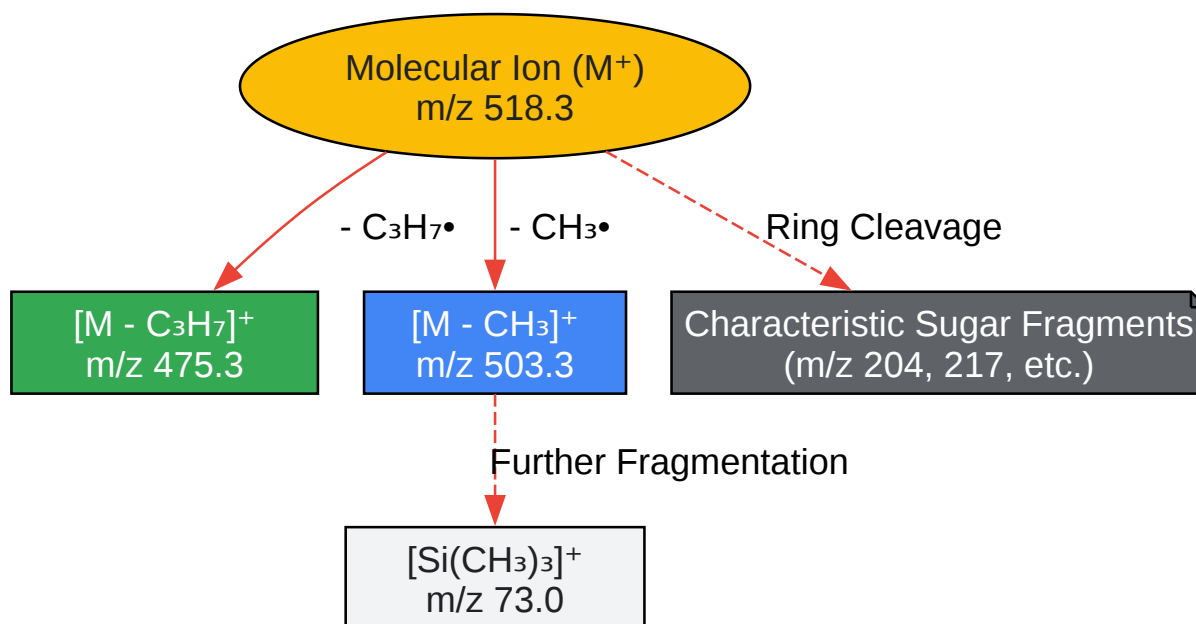 Molecular Ion (M⁺)
m/z 518.3
- C₃H₇•
- CH₃•
Ring Cleavage
[M - C₃H₇]⁺
m/z 475.3
[M - CH₃]⁺
m/z 503.3
Characteristic Sugar Fragments
(m/z 204, 217, etc.)
Further Fragmentation
[Si(CH₃)₃]⁺
m/z 73.0